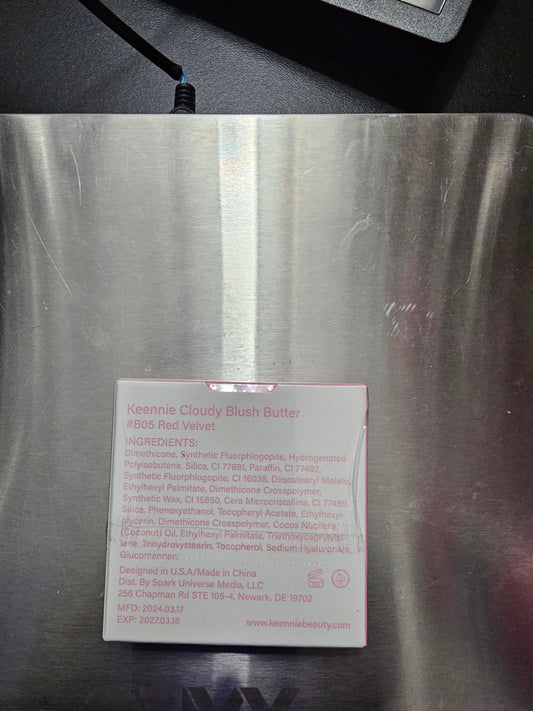 Keennie Cloudy Blush Butter
#B05 Red Velvet
INGREDIENTS:
Dimethicone, Synthetic Fluorphlogopite, Hydrogenated
Polyisobutene, Silica, CI 77891, Paraffin, CI 77492,
Synthetic Fluorphlogopite, CI 16035, Diisostearyl Malate,
Ethylhexyl Palmitate, Dimethicone Crosspolymer,
Synthetic Wax, CI 15850, Cera Microcristallina, CI 77499,
Silica, Phenoxyethanol, Tocopheryl Acetate, Ethylhexyl-
glycerin, Dimethicone Crosspolymer, Cocos Nucifera
(Coconut) Oil, Ethylhexyl Palmitate, Triethoxycaprylylsi-
lane, Trihydroxystearin, Tocopherol, Sodium Hyaluronate,
Glucomannan.
Designed in U.S.A/Made in China
Dist. By Spark Universe Media, LLC
256 Chapman Rd STE 105-4, Newark, DE 19702
MFD: 2024.03.17
EXP: 2027.03.16
www.keenniebeauty.com